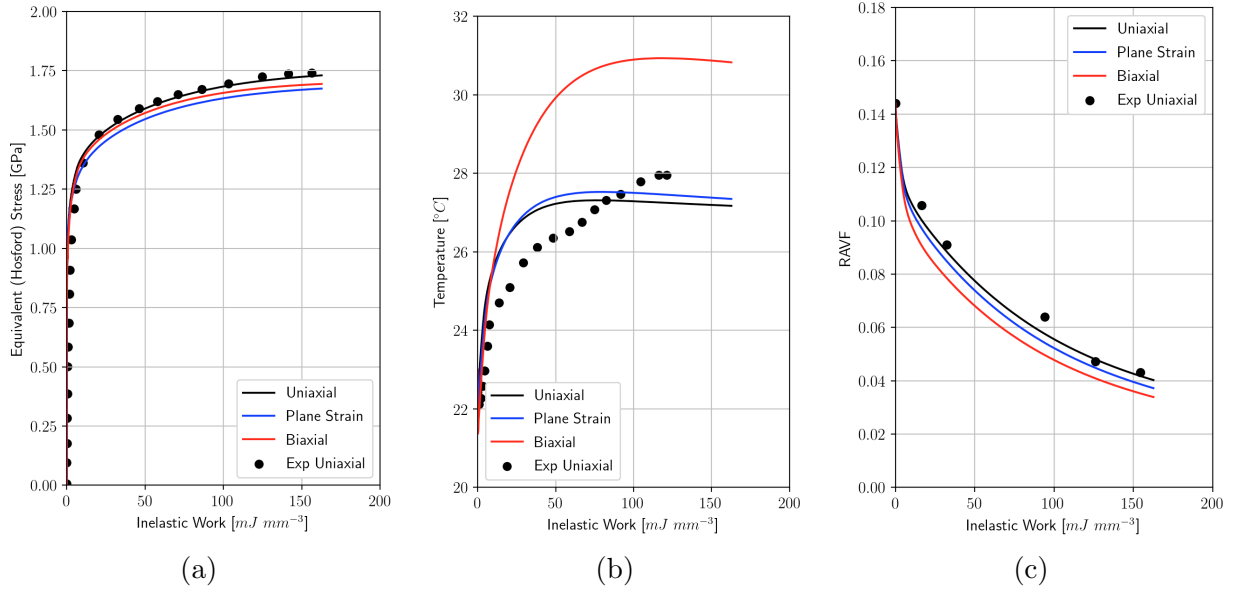 2.00
1.75
1.50
1.25
1.00
0.75
0.50
0.25
0.00
Equivalent (Hosford) Stress [GPa]
Uniaxial
Plane Strain
Biaxial
Exp Uniaxial
0 50 100 150 200
Inelastic Work [mJ mm⁻³]
(a)
32
30
28
26
24
22
20
Temperature [°C]
Uniaxial
Plane Strain
Biaxial
Exp Uniaxial
0 50 100 150 200
Inelastic Work [mJ mm⁻³]
(b)
0.18
0.16
0.14
0.12
0.10
0.08
0.06
0.04
0.02
0.00
RAVF
Uniaxial
Plane Strain
Biaxial
Exp Uniaxial
0 50 100 150 200
Inelastic Work [mJ mm⁻³]
(c)